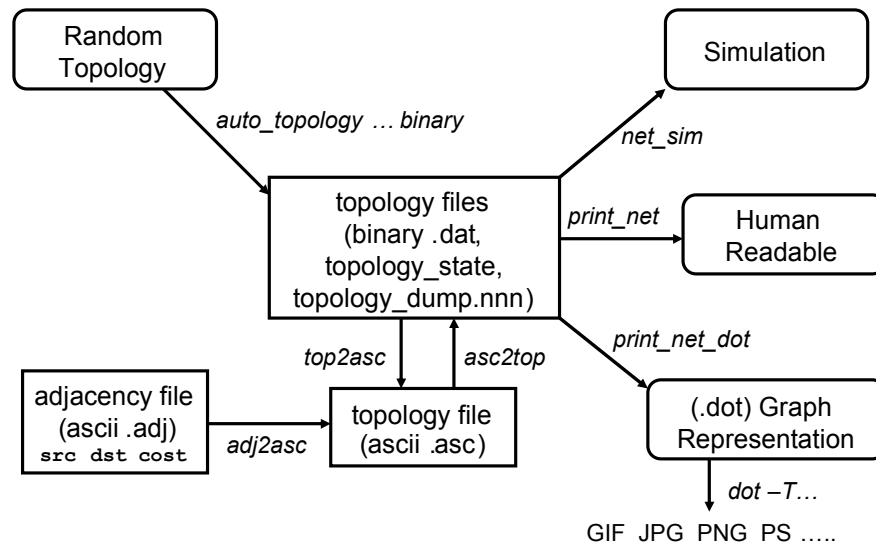 Random
Topology
Simulation
auto_topology … binary
net_sim
topology files
(binary .dat,
topology_state,
topology_dump.nnn)
print_net
Human
Readable
print_net_dot
top2asc
asc2top
adjacency file
(ascii .adj)
src dst cost
adj2asc
topology file
(ascii .asc)
(.dot) Graph
Representation
dot –T…
GIF JPG PNG PS …..